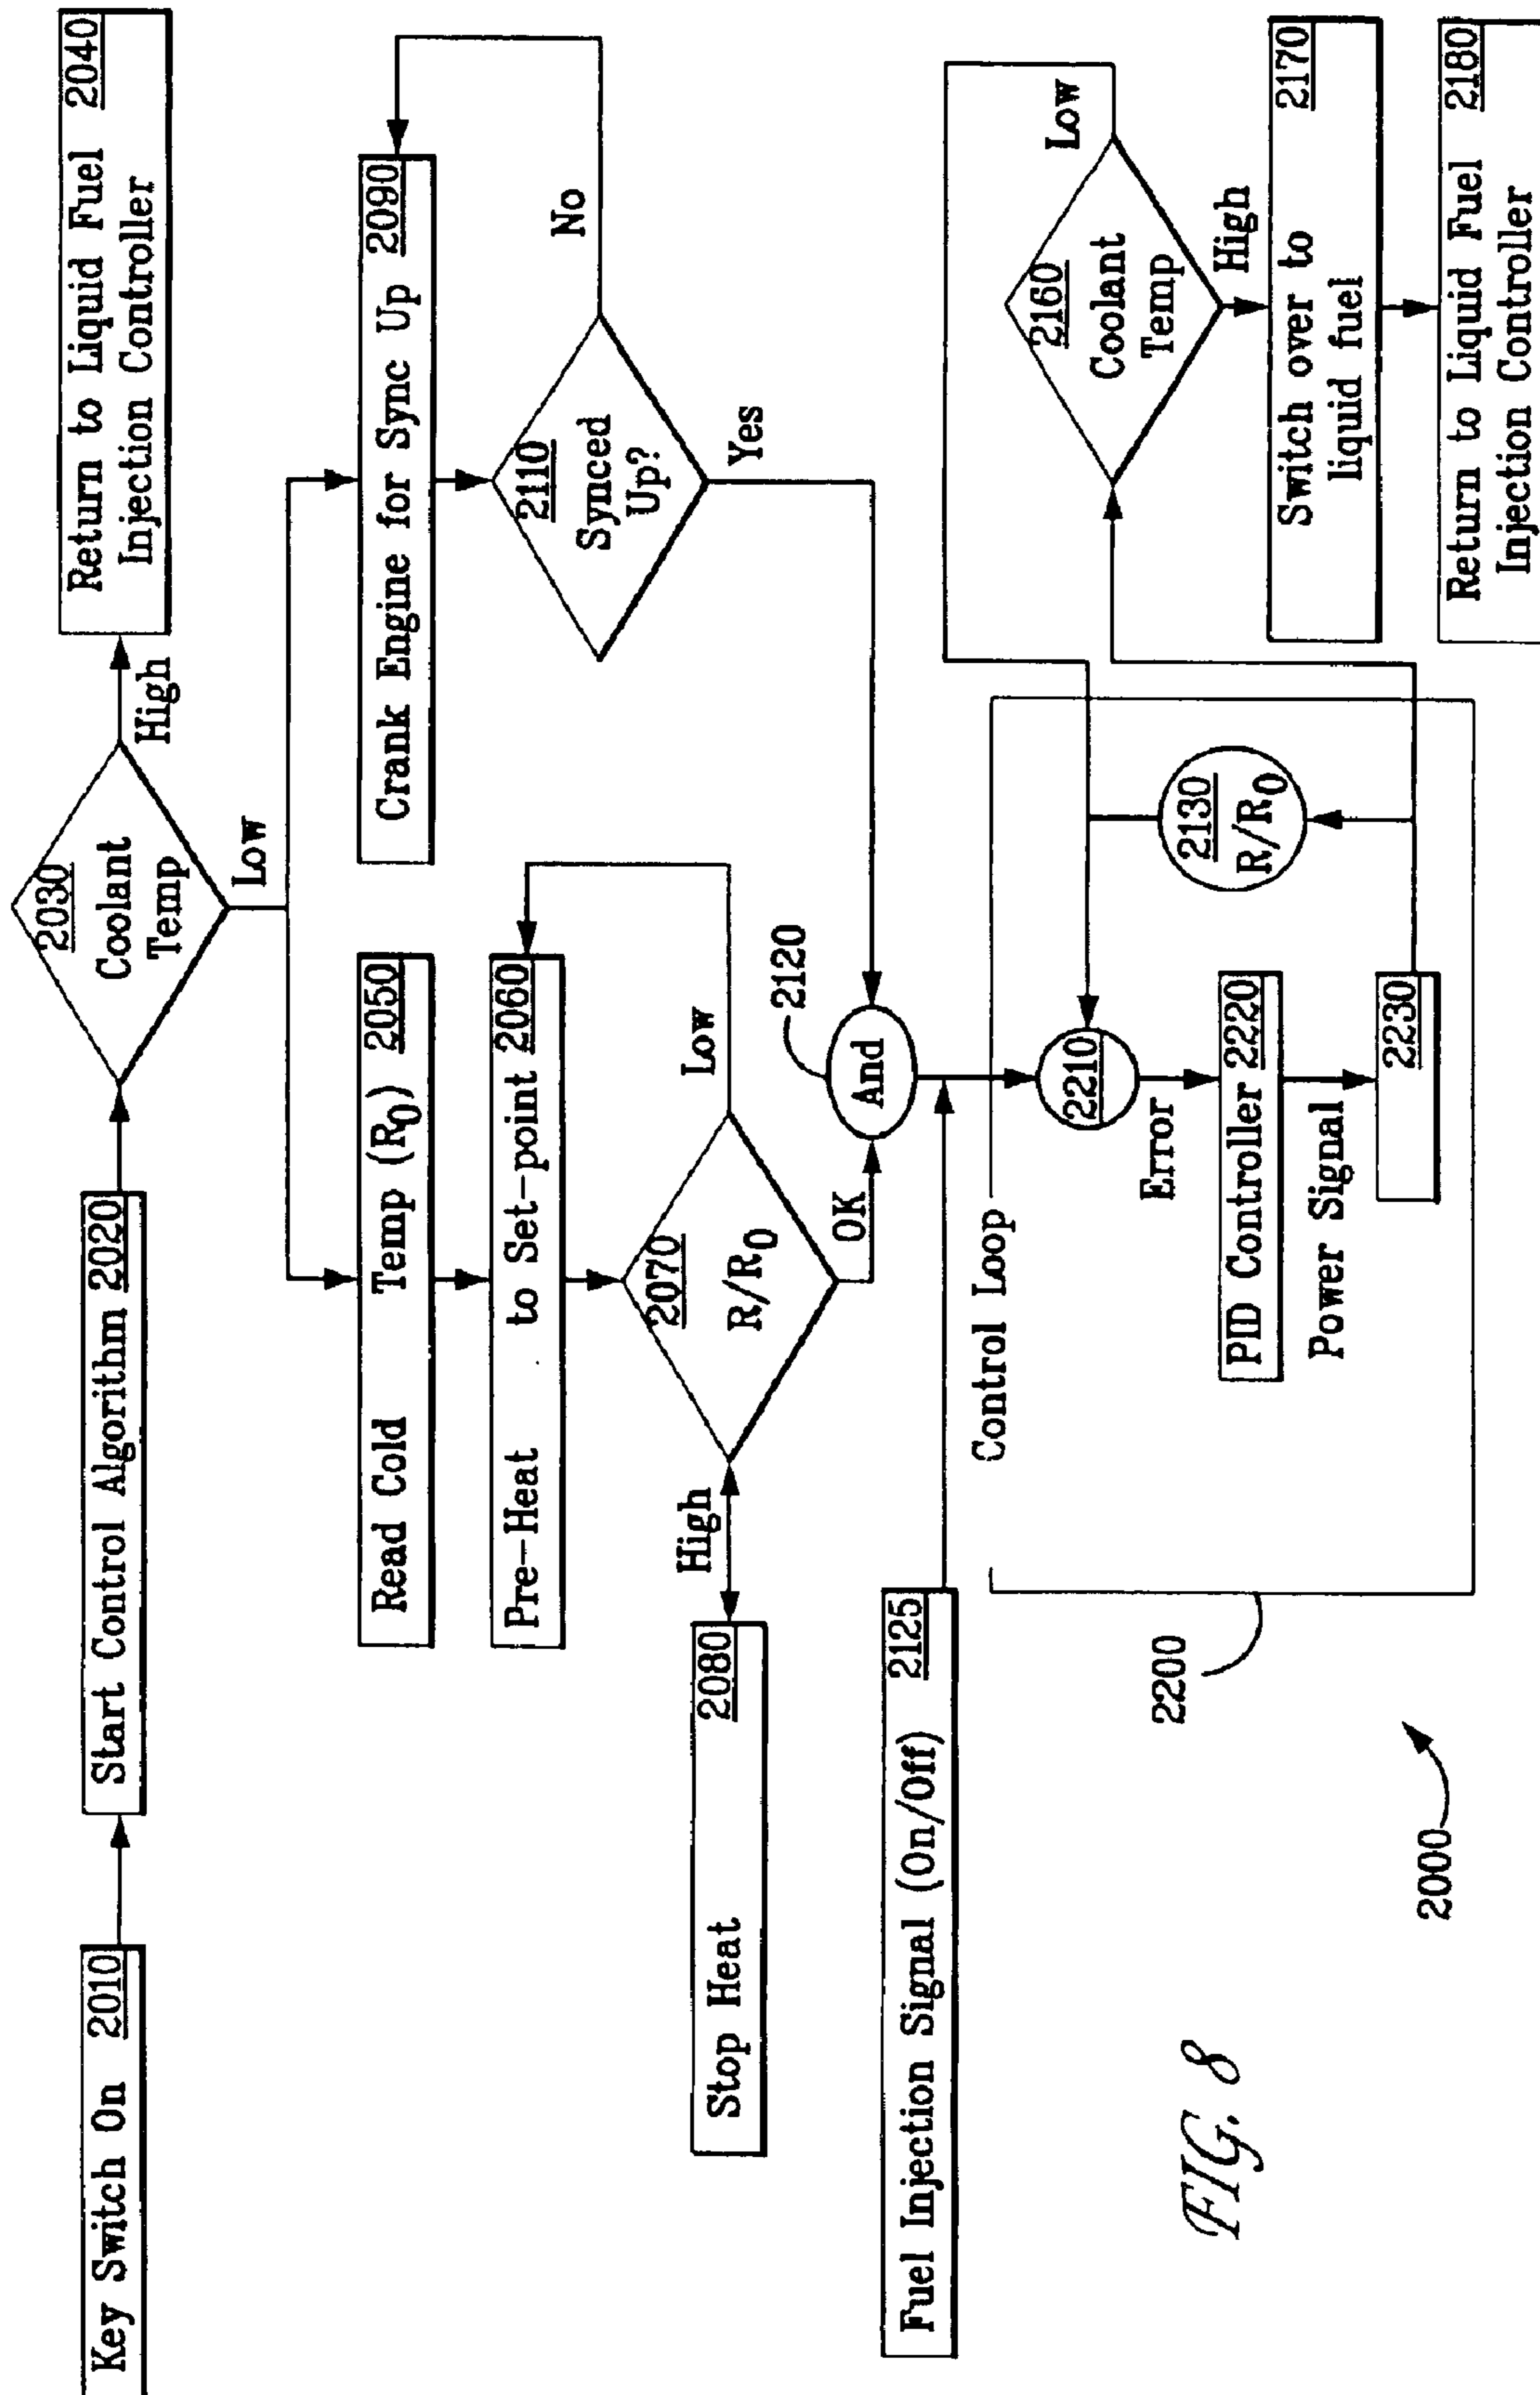 Key Switch On 2010
Start Control Algorithm 2020
2030
Coolant
Temp
High
Low
Return to Liquid Fuel 2040
Injection Controller
Read Cold Temp (R0) 2050
Pre-Heat to Set-point 2060
2070
R/R0
High
Low
OK
Stop Heat 2080
Crank Engine for Sync Up 2090
2110
Synced
Up?
No
Yes
And
2120
Fuel Injection Signal (On/Off) 2125
Control Loop
2210
Error
PID Controller 2220
Power Signal
2230
2130
R/R0
2200
2160
Coolant
Temp
Low
High
Switch over to 2170
liquid fuel
Return to Liquid Fuel 2180
Injection Controller
2000
FIG. 8